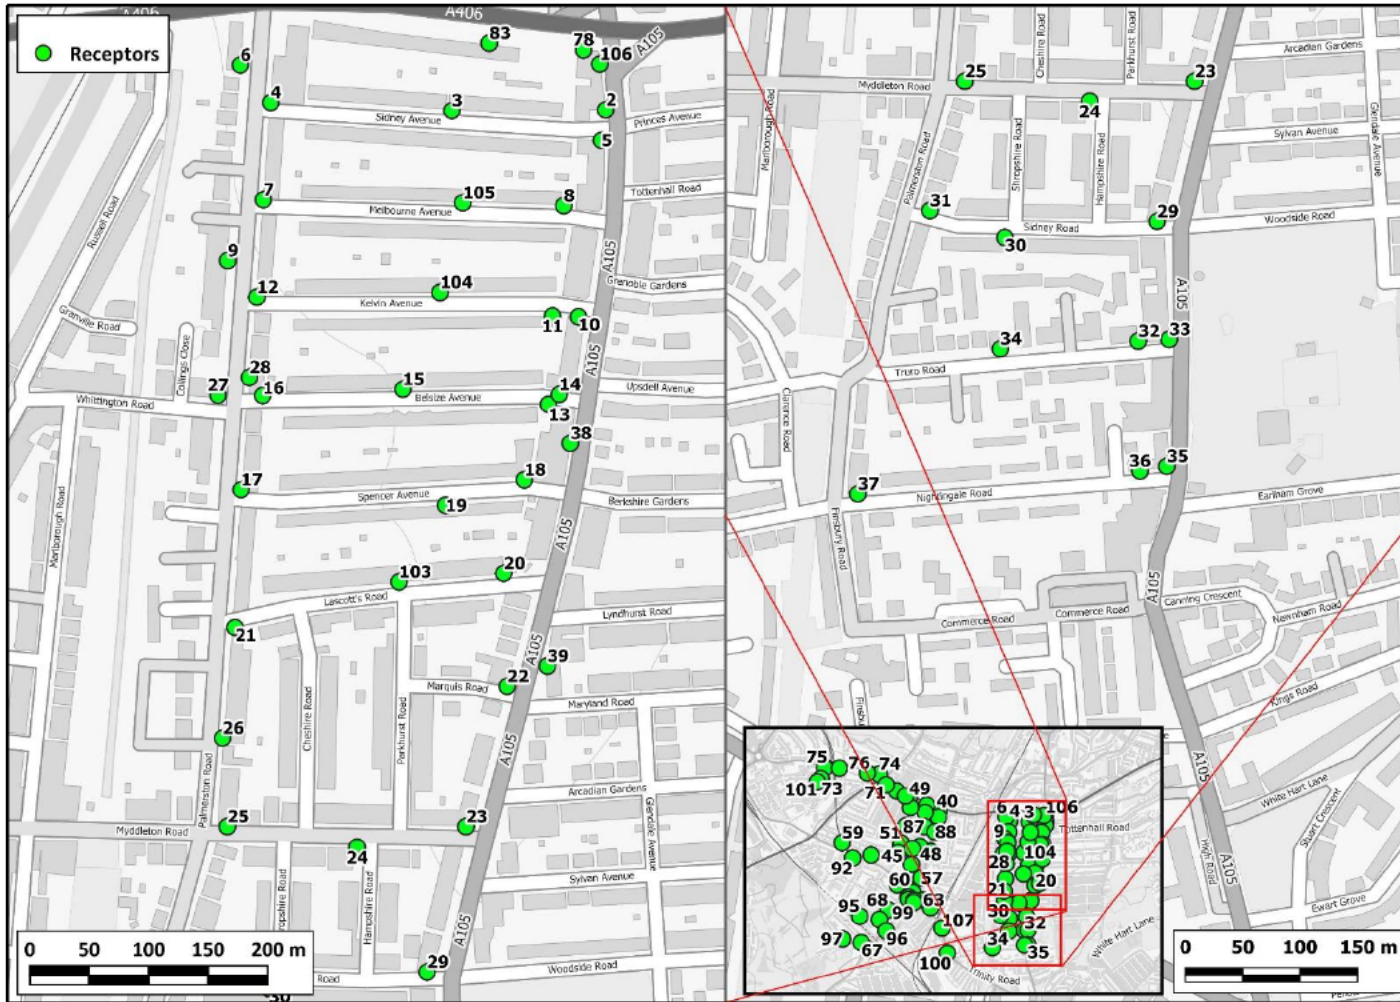 A406
A406
A105
Receptors
83
78
106
6
4
3
2
Sidney Avenue
Princes Avenue
5
7
105
8
Tottenhall Road
Melbourne Avenue
Russell Road
9
A105
104
Grenoble Gardens
12
Kelvin Avenue
11
10
Granville Road
Collings Close
A105
28
27
16
15
14
Upsdell Avenue
Whittington Road
Belsize Avenue
13
38
18
17
Spencer Avenue
Berkshire Gardens
19
Marlborough Road
A105
103
20
Lascott's Road
Lyndhurst Road
21
A105
39
22
Marquis Road
Maryland Road
Cheshire Road
Parkhurst Road
26
Palmerston Road
A105
Arcadian Gardens
25
23
Myddleton Road
24
Glendale Avenue
Sylvan Avenue
Hampshire Road
A105
0 50 100 150 200 m
29
Road
Woodside Road
30
Cheshire Road
Parkhurst Road
Arcadian Gardens
25
23
Myddleton Road
24
Marlborough Road
Glendale Avenue
Sylvan Avenue
Palmerston Road
Shropshire Road
Hampshire Road
31
29
Woodside Road
Sidney Road
30
A105
34
32
33
Truro Road
Clarence Road
36
35
37
Nightingale Road
Earlham Grove
Finsbury Road
A105
Canning Crescent
Commerce Road
Commerce Road
Newnham Road
Kings Road
A105
White Hart Lane
Stuart Crescent
High Road
A105
Ewart Grove
75
76
74
101
73
71
49
40
6
4
3
106
59
51
87
88
9
Tottenhall Road
92
45
48
28
104
60
57
21
20
95
68
99
63
30
32
97
67
96
107
34
35
100
Trinity Road
White Hart Lane
0 50 100 150 m